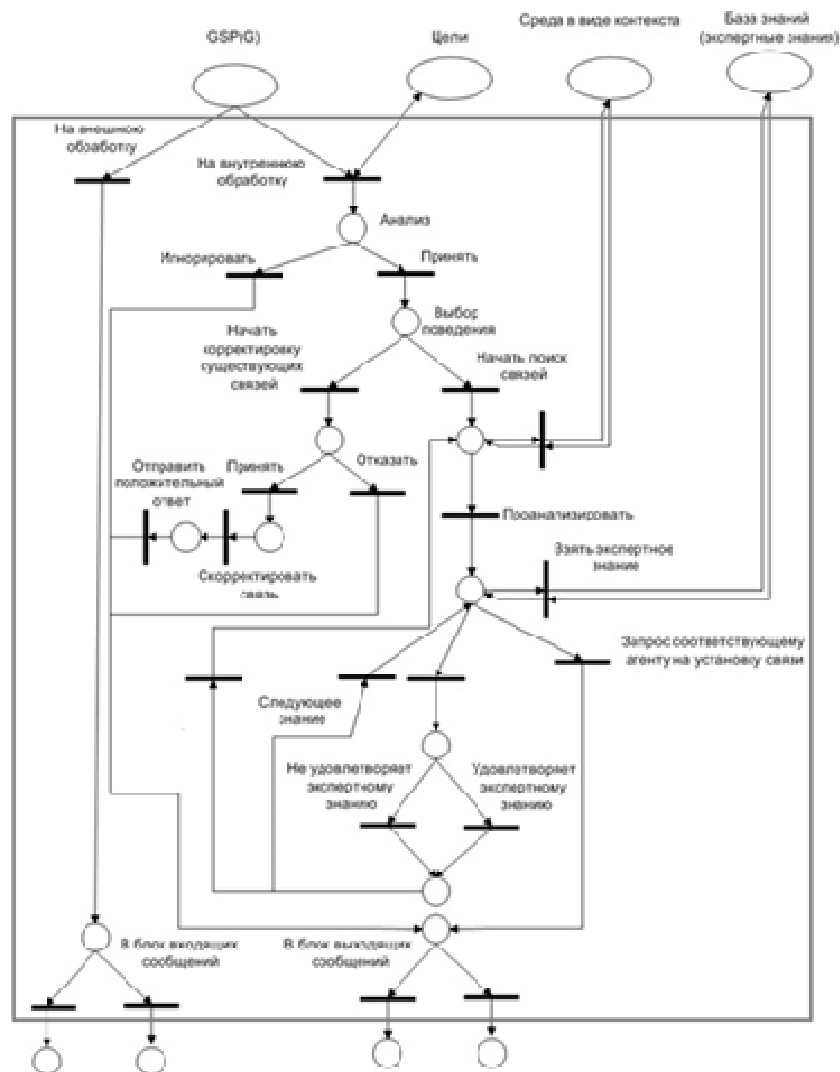 GSP(G)
Цели
Среда в виде контекста
База знаний
(экспертные знания)
На внешнюю
обработку
На внутреннюю
обработку
Анализ
Игнорировать
Принять
Выбор
поведения
Начать
корректировку
существующих
связей
Начать поиск
связей
Отправить
положительный
ответ
Принять
Отказать
Проанализировать
Скорректировать
связь
Взять экспертное
знание
Запрос соответствующему
агенту на установку связи
Следующее
знание
Не удовлетворяет
экспертному
знанию
Удовлетворяет
экспертному
знанию
В блок входящих
сообщений
В блок выходящих
сообщений